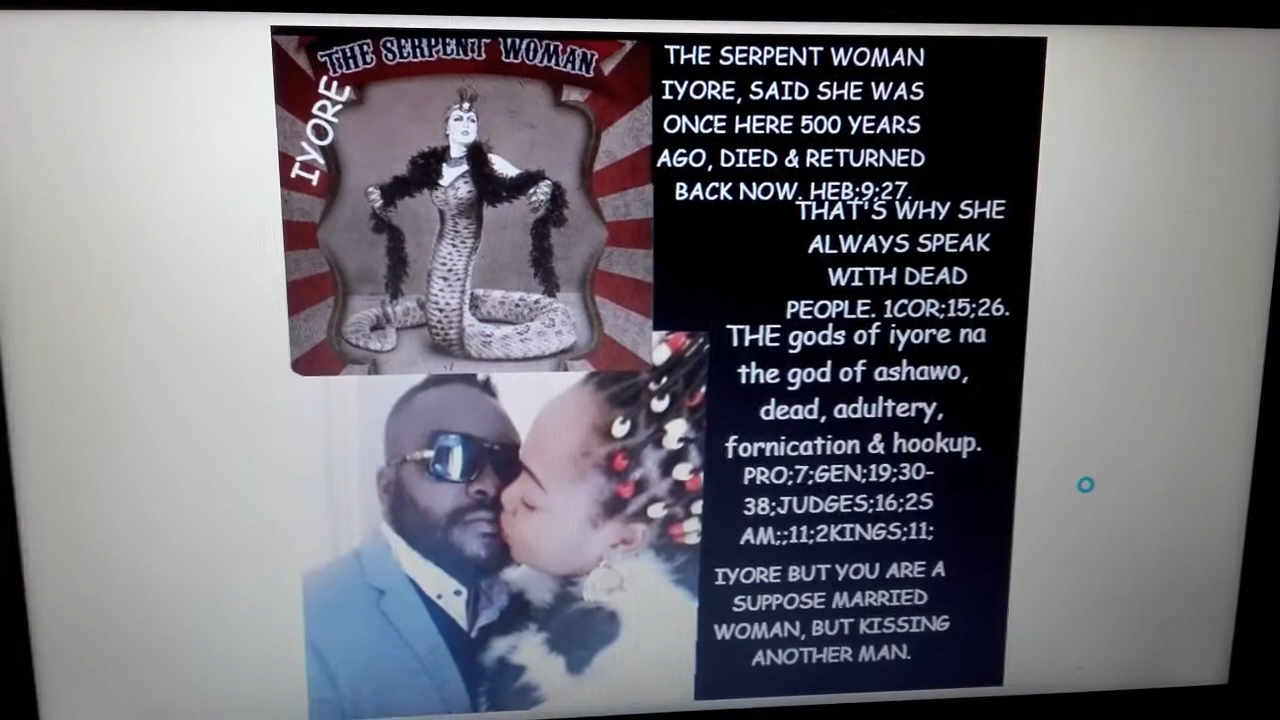 THE SERPENT WOMAN
IYORE
THE SERPENT WOMAN
IYORE, SAID SHE WAS
ONCE HERE 500 YEARS
AGO, DIED & RETURNED
BACK NOW. HEB;9;27.
THAT'S WHY SHE
ALWAYS SPEAK
WITH DEAD
PEOPLE. 1COR;15;26.
THE gods of iyore na
the god of ashawo,
dead, adultery,
fornication & hookup.
PRO;7;GEN;19;30-
38;JUDGES;16;2S
AM;;11;2KINGS;11;
IYORE BUT YOU ARE A
SUPPOSE MARRIED
WOMAN, BUT KISSING
ANOTHER MAN.